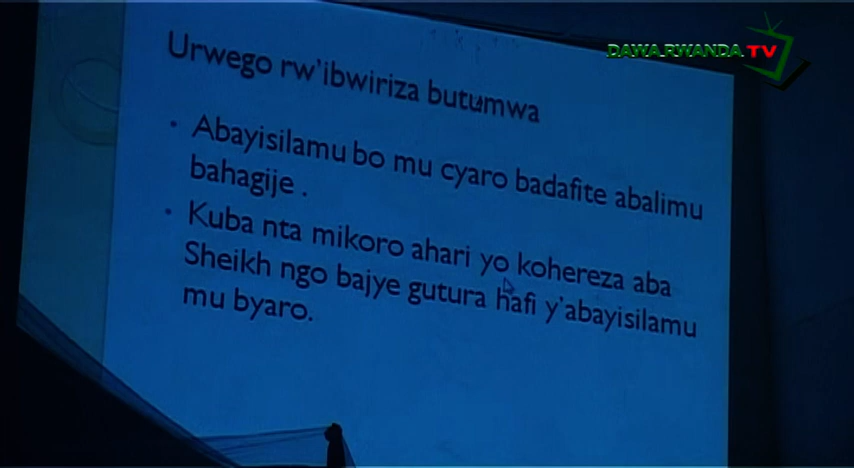 DAWA.RWANDA.TV
Urwego rw'ibwiriza butumwa
• Abayisilamu bo mu cyaro badafite abalimu
bahagije .
• Kuba nta mikoro ahari yo kohereza aba
Sheikh ngo bajye gutura hafi y'abayisilamu
mu byaro.